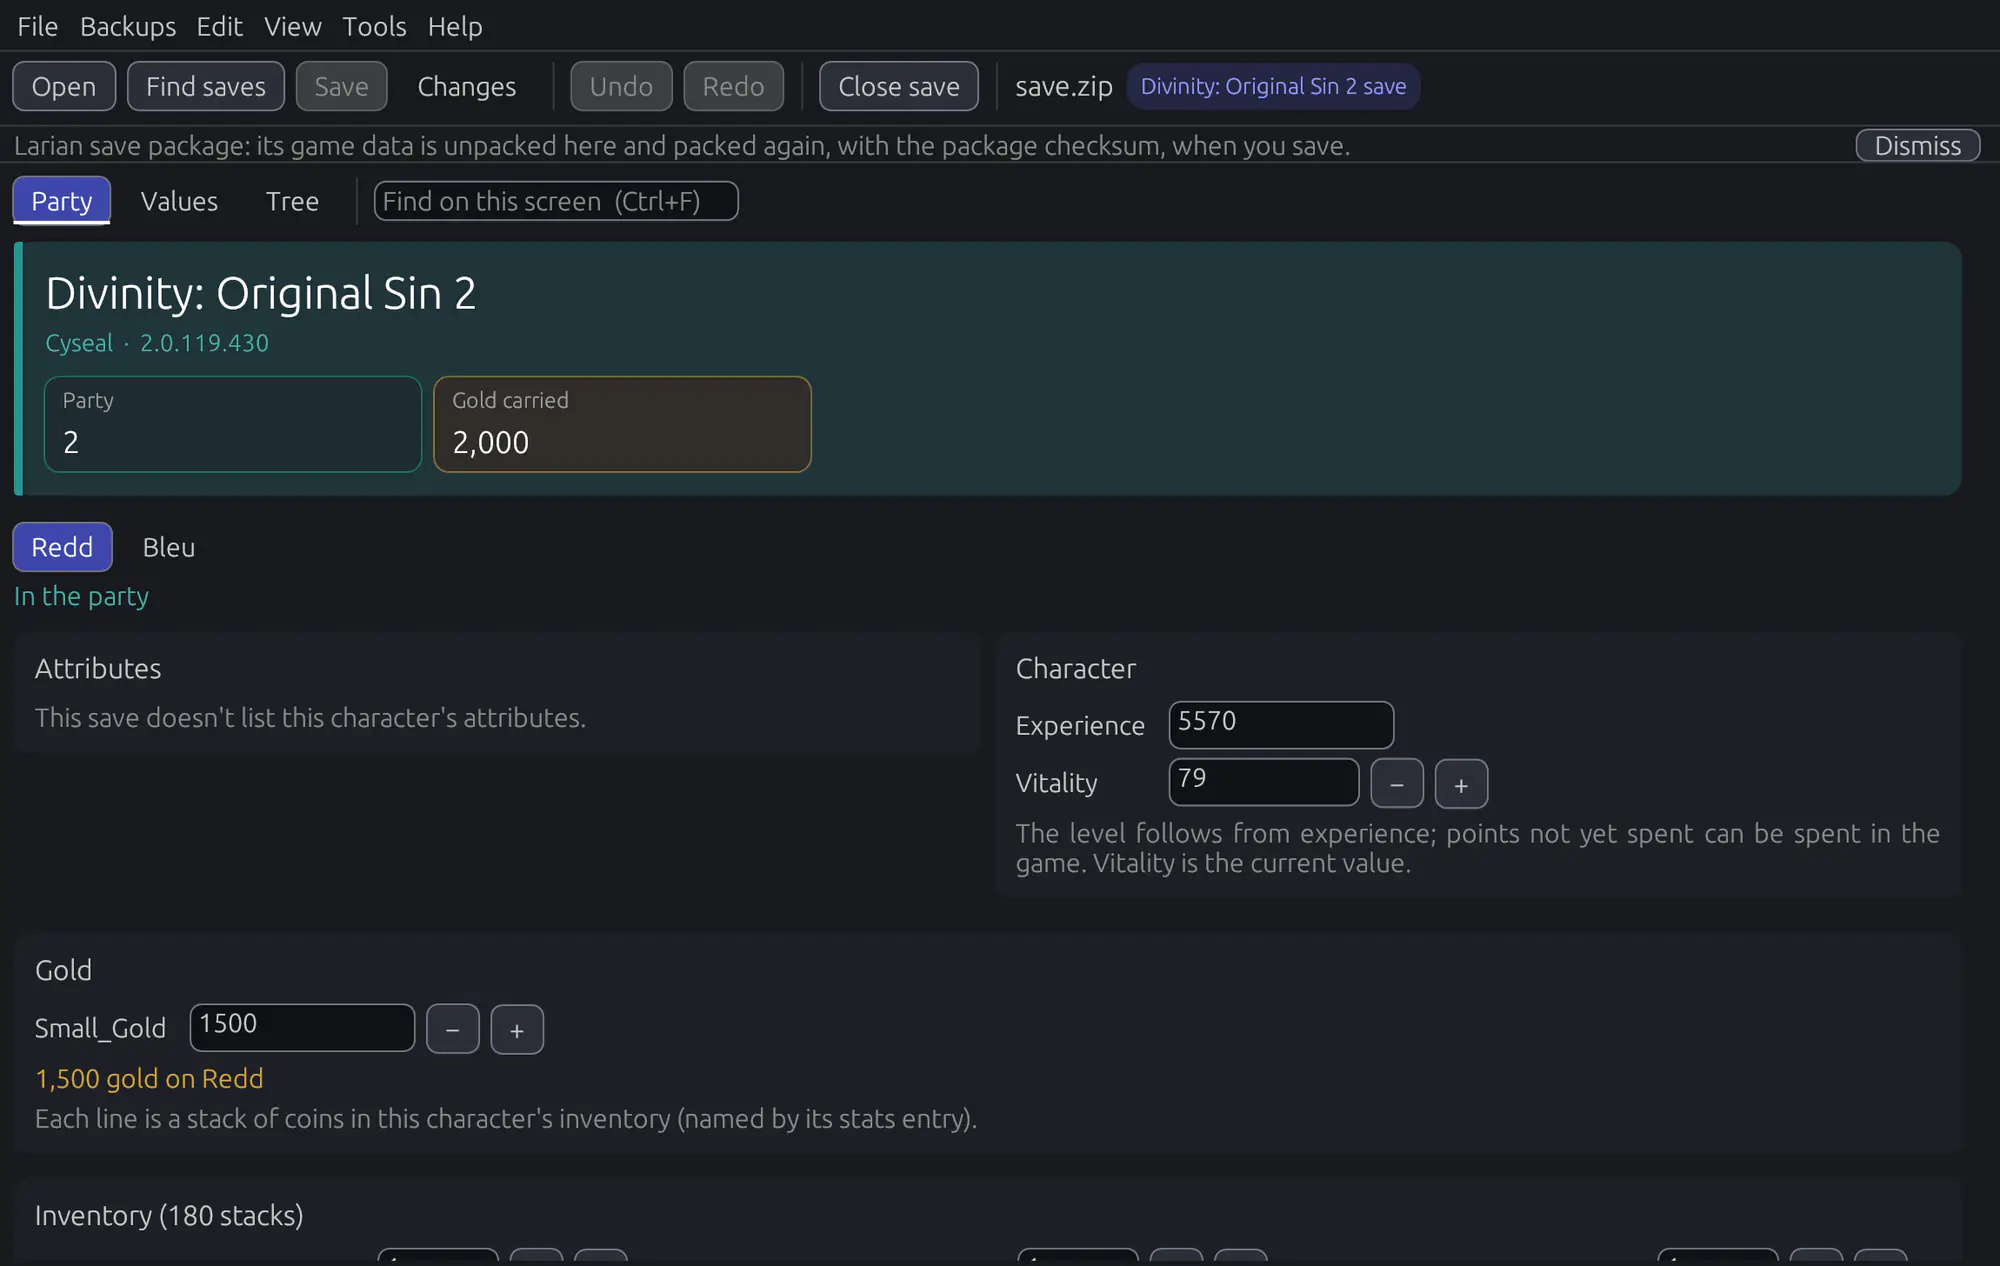 File Backups Edit View Tools Help
Open Find saves Save Changes Undo Redo Close save save.zip Divinity: Original Sin 2 save
Larian save package: its game data is unpacked here and packed again, with the package checksum, when you save. Dismiss
Party Values Tree Find on this screen (Ctrl+F)
Divinity: Original Sin 2
Cyseal · 2.0.119.430
Party Gold carried
2 2,000
Redd Bleu
In the party
Attributes
This save doesn't list this character's attributes.
Character
Experience 5570
Vitality 79 − +
The level follows from experience; points not yet spent can be spent in the
game. Vitality is the current value.
Gold
Small_Gold 1500 − +
1,500 gold on Redd
Each line is a stack of coins in this character's inventory (named by its stats entry).
Inventory (180 stacks)